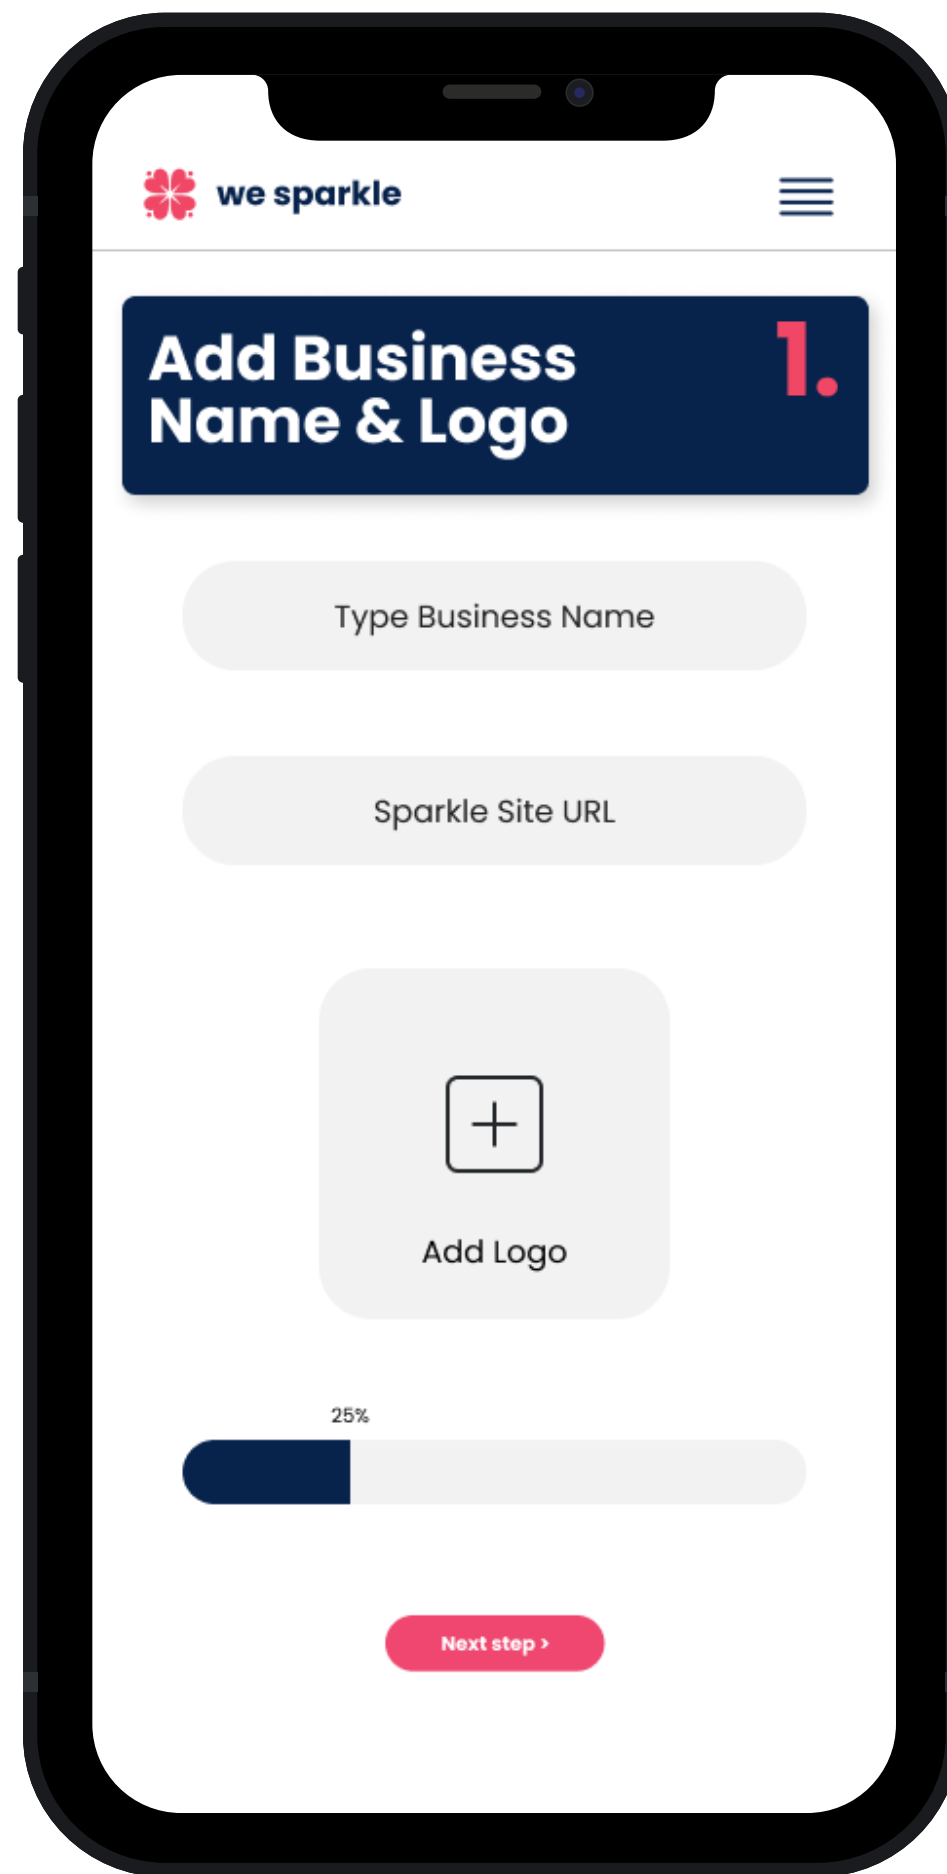 we sparkle
Add Business
Name & Logo
1.
Type Business Name
Sparkle Site URL
Add Logo
25%
Next step >